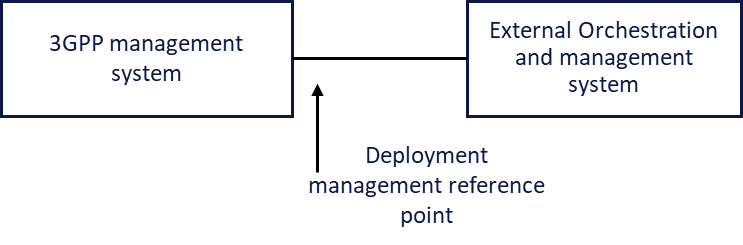 3GPP management
system
External Orchestration
and management
system
Deployment
management reference
point